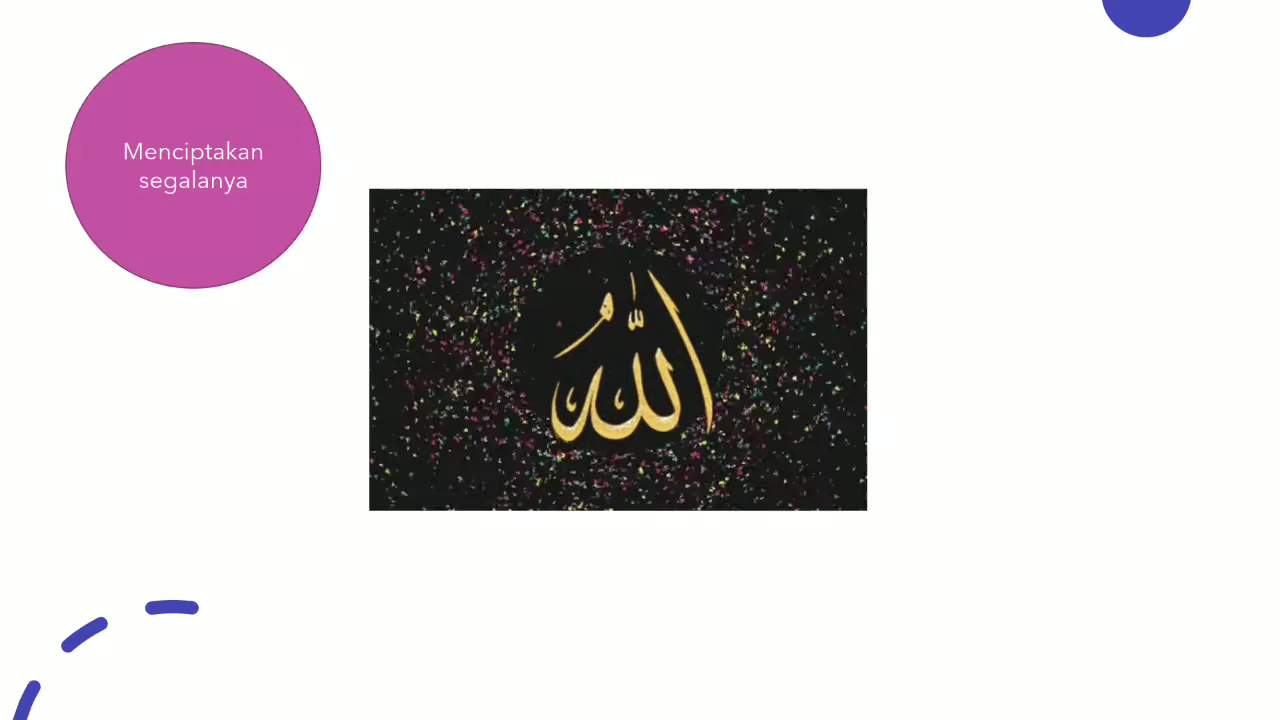 Menciptakan
segalanya
الله